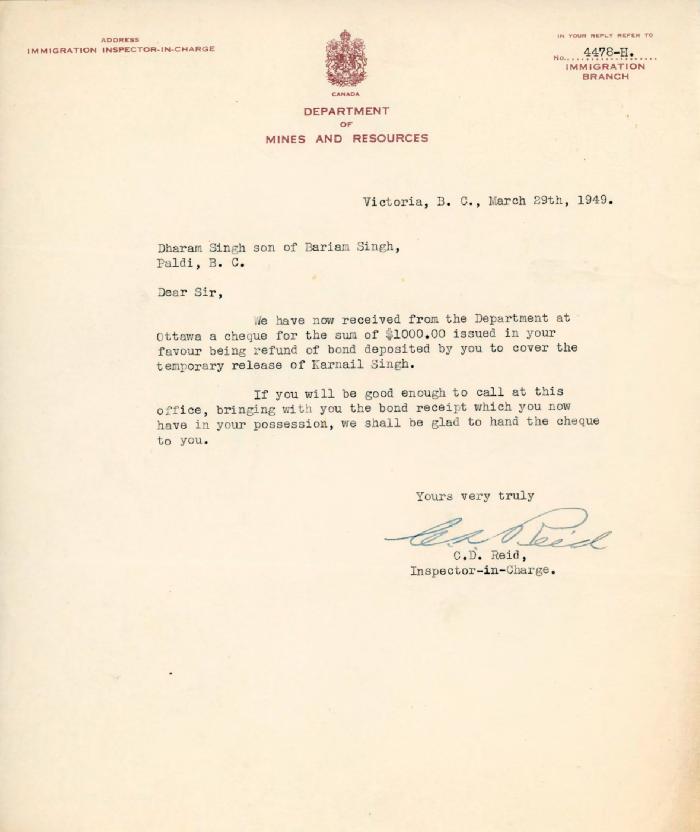 ADDRESS
IMMIGRATION INSPECTOR-IN-CHARGE
CANADA
DEPARTMENT
OF
MINES AND RESOURCES
IN YOUR REPLY REFER TO
No. 4478-H.
IMMIGRATION
BRANCH
Victoria, B. C., March 29th, 1949.
Dharam Singh son of Bariam Singh,
Paldi, B. C.
Dear Sir,
We have now received from the Department at
Ottawa a cheque for the sum of $1000.00 issued in your
favour being refund of bond deposited by you to cover the
temporary release of Karnail Singh.
If you will be good enough to call at this
office, bringing with you the bond receipt which you now
have in your possession, we shall be glad to hand the cheque
to you.
Yours very truly
C.D. Reid
C.D. Reid,
Inspector-in-Charge.